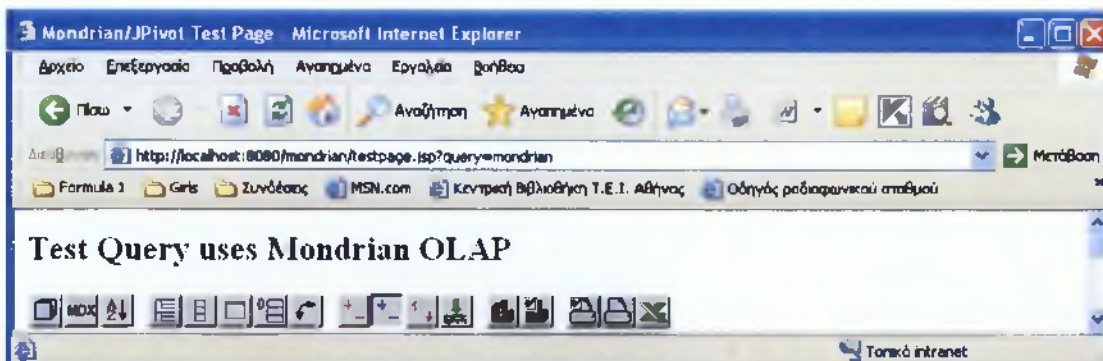 Mondrian/JPivot Test Page Microsoft Internet Explorer
Αρχείο Επεξεργασία Προβολή Αγαπημένα Εργαλεία Βοήθεια
Πίσω Αναζήτηση Αγαπημένα
http://localhost:8080/mondrian/testpage.jsp?query=mondrian Μετάβαση
Formula 1 Girls Συνδέσεις MSN.com Κεντρική Βιβλιοθήκη Τ.Ε.Ι. Αθήνας Οδηγός ραδιοφωνικού σταθμού
Test Query uses Mondrian OLAP
MDX
Τοπικό intranet